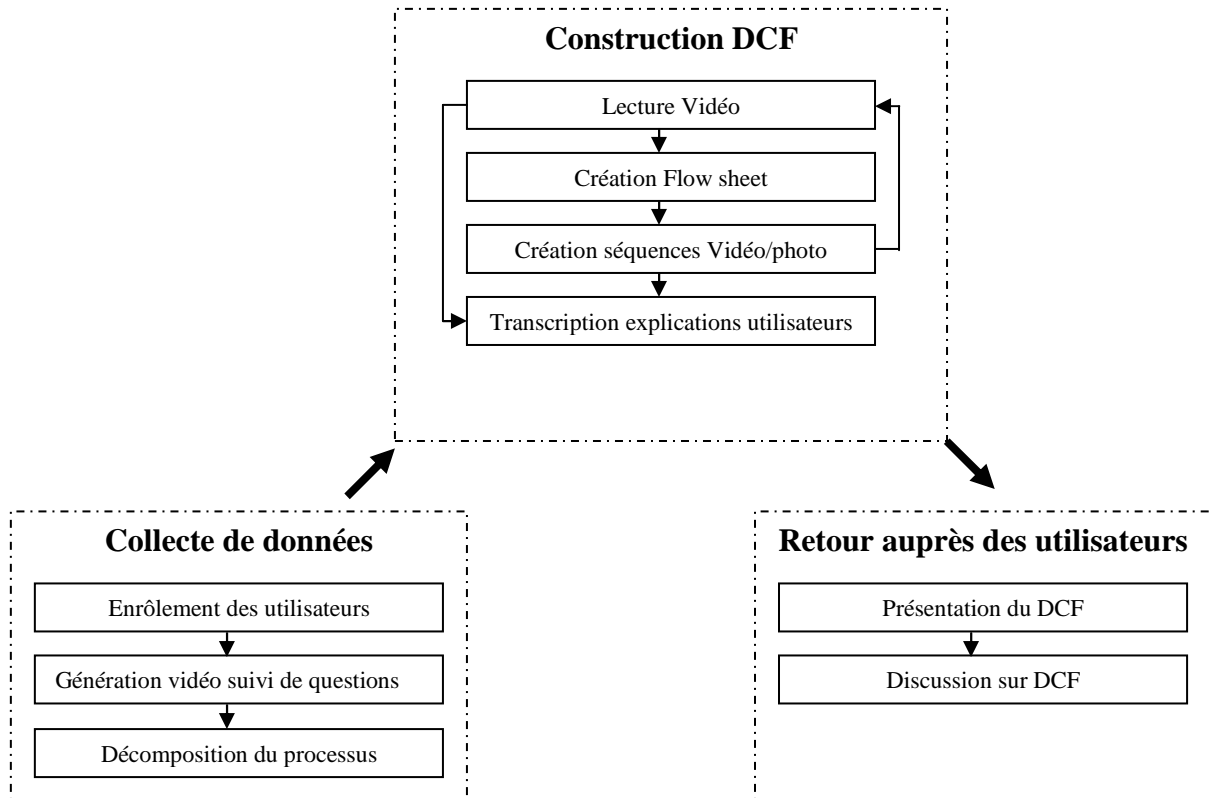 Construction DCF
Lecture Vidéo
Création Flow sheet
Création séquences Vidéo/photo
Transcription explications utilisateurs
Collecte de données
Enrôlement des utilisateurs
Génération vidéo suivi de questions
Décomposition du processus
Retour auprès des utilisateurs
Présentation du DCF
Discussion sur DCF